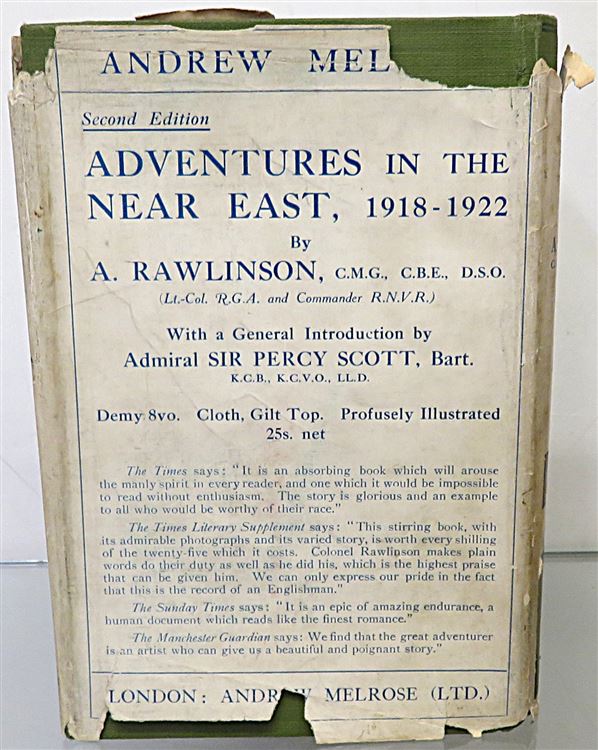 ANDREW MEL
Second Edition
ADVENTURES IN THE
NEAR EAST, 1918-1922
By
A. RAWLINSON, C.M.G., C.B.E., D.S.O.
(Lt.-Col. R.G.A. and Commander R.N.V.R.)
With a General Introduction by
Admiral SIR PERCY SCOTT, Bart.
K.C.B., K.C.V.O., LL.D.
Demy 8vo. Cloth, Gilt Top. Profusely Illustrated
25s. net
The Times says: "It is an absorbing book which will arouse
the manly spirit in every reader, and one which it would be impossible
to read without enthusiasm. The story is glorious and an example
to all who would be worthy of their race."
The Times Literary Supplement says: "This stirring book, with
its admirable photographs and its varied story, is worth every shilling
of the twenty-five which it costs. Colonel Rawlinson makes plain
words do their duty as well as he did his, which is the highest praise
that can be given him. We can only express our pride in the fact
that this is the record of an Englishman."
The Sunday Times says: "It is an epic of amazing endurance, a
human document which reads like the finest romance."
The Manchester Guardian says: We find that the great adventurer
is an artist who can give us a beautiful and poignant story."
LONDON: ANDREW MELROSE (LTD.)